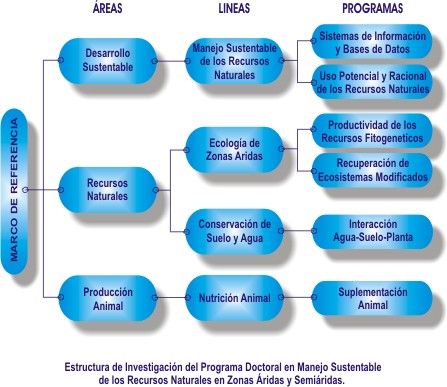 ÁREAS
LINEAS
PROGRAMAS
MARCO DE REFERENCIA
Desarrollo
Sustentable
Manejo Sustentable
de los Recursos
Naturales
Sistemas de Información
y Bases de Datos
Uso Potencial y Racional
de los Recursos Naturales
Recursos
Naturales
Ecología de
Zonas Aridas
Productividad de los
Recursos Fitogeneticos
Recuperación de
Ecosistemas Modificados
Conservación de
Suelo y Agua
Interacción
Agua-Suelo-Planta
Producción
Animal
Nutrición Animal
Suplementación
Animal
Estructura de Investigación del Programa Doctoral en Manejo Sustentable
de los Recursos Naturales en Zonas Áridas y Semiáridas.